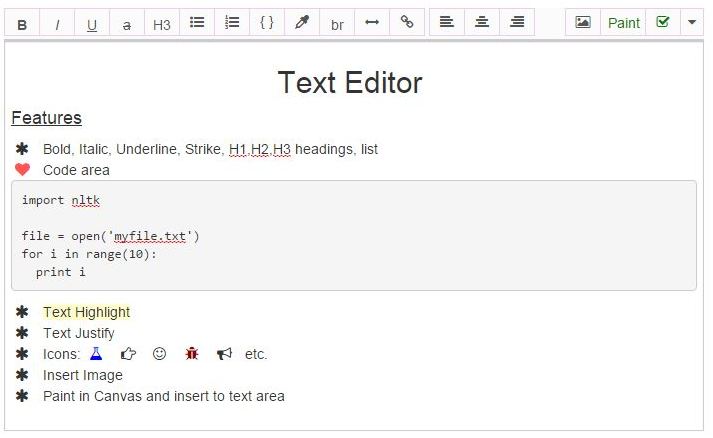 B I U a H3 {} br Paint
Text Editor
Features
Bold, Italic, Underline, Strike, H1,H2,H3 headings, list
Code area
import nltk
file = open('myfile.txt')
for i in range(10):
  print i
Text Highlight
Text Justify
Icons: etc.
Insert Image
Paint in Canvas and insert to text area